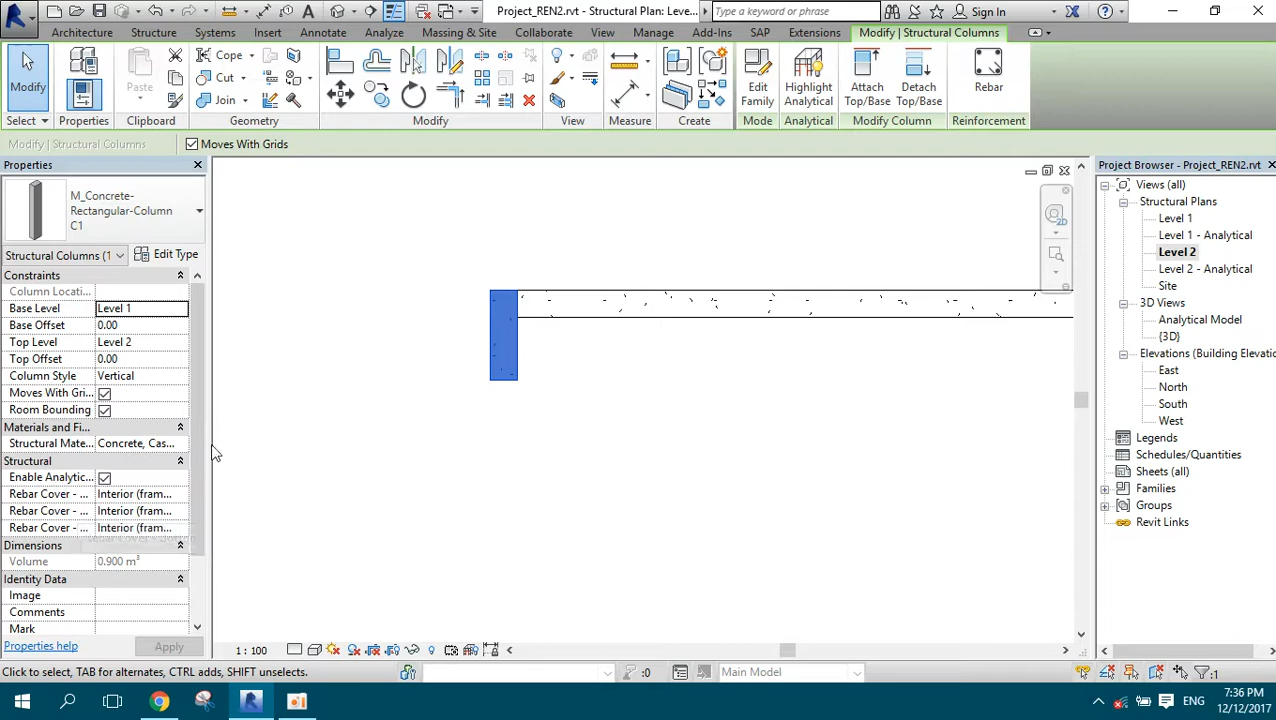 Project_REN2.rvt - Structural Plan: Leve...
Type a keyword or phrase
Sign In
Architecture Structure Systems Insert Annotate Analyze Massing & Site Collaborate View Manage Add-Ins SAP Extensions Modify | Structural Columns
Modify
Paste
Cope
Cut
Join
Edit
Family
Highlight
Analytical
Attach
Top/Base
Detach
Top/Base
Rebar
Select Properties Clipboard Geometry Modify View Measure Create Mode Analytical Modify Column Reinforcement
Modify | Structural Columns
Moves With Grids
Properties
M_Concrete-
Rectangular-Column
C1
Structural Columns (1
Edit Type
Constraints
Column Locati...
Base Level Level 1
Base Offset 0.00
Top Level Level 2
Top Offset 0.00
Column Style Vertical
Moves With Gri...
Room Bounding
Materials and Fi...
Structural Mate... Concrete, Cas...
Structural
Enable Analytic...
Rebar Cover - ... Interior (fram...
Rebar Cover - ... Interior (fram...
Rebar Cover - ... Interior (fram...
Dimensions
Volume 0.900 m³
Identity Data
Image
Comments
Mark
Properties help
Apply
2D
1 : 100
Project Browser - Project_REN2.rvt
Views (all)
Structural Plans
Level 1
Level 1 - Analytical
Level 2
Level 2 - Analytical
Site
3D Views
Analytical Model
{3D}
Elevations (Building Elevatio
East
North
South
West
Legends
Schedules/Quantities
Sheets (all)
Families
Groups
Revit Links
Click to select, TAB for alternates, CTRL adds, SHIFT unselects.
:0
Main Model
:1
ENG
7:36 PM
12/12/2017